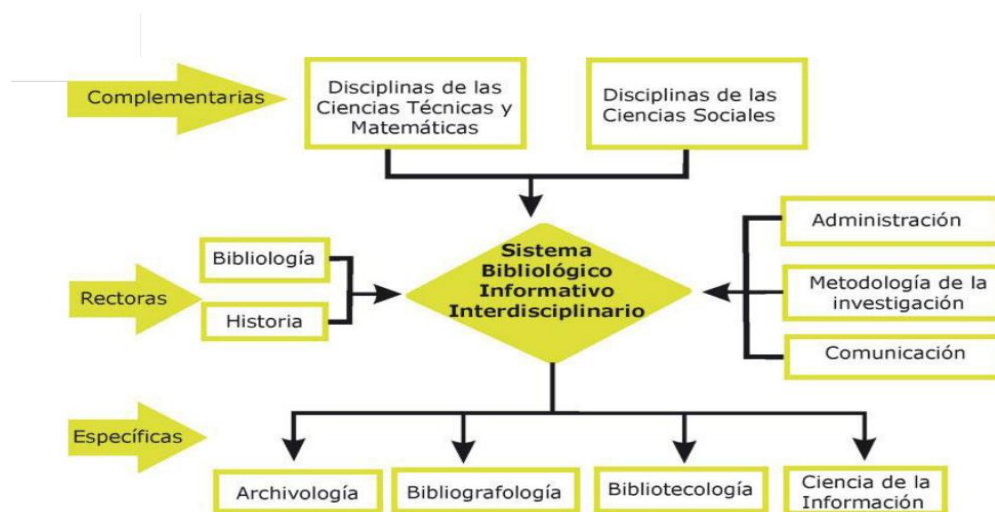 Complementarias
Disciplinas de las
Ciencias Técnicas y
Matemáticas
Disciplinas de las
Ciencias Sociales
Rectoras
Bibliología
Historia
Sistema
Bibliológico
Informativo
Interdisciplinario
Administración
Metodología de la
investigación
Comunicación
Específicas
Archivología
Bibliografología
Bibliotecología
Ciencia de la
Información